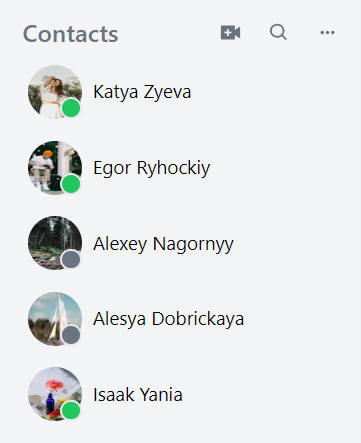 Contacts
Katya Zyeva
Egor Ryhockiy
Alexey Nagornyy
Alesya Dobrickaya
Isaak Yania